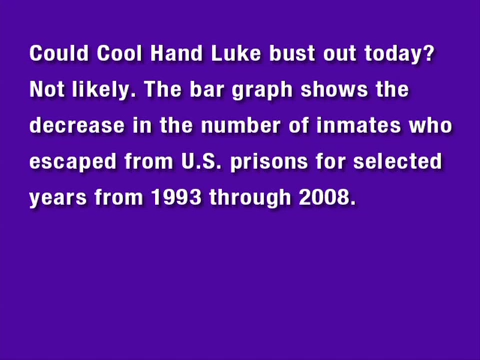 Could Cool Hand Luke bust out today?
Not likely. The bar graph shows the
decrease in the number of inmates who
escaped from U.S. prisons for selected
years from 1993 through 2008.